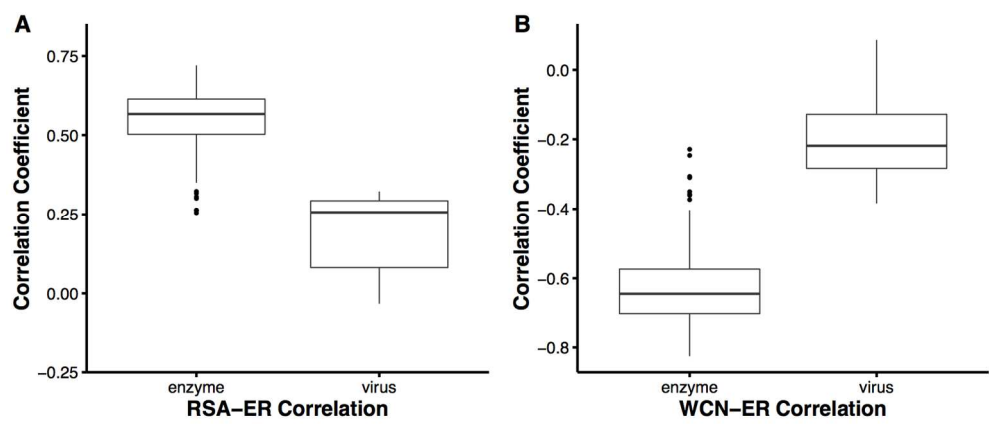 A
Correlation Coefficient
0.75
0.50
0.25
0.00
−0.25
enzyme virus
RSA−ER Correlation
B
Correlation Coefficient
0.0
−0.2
−0.4
−0.6
−0.8
enzyme virus
WCN−ER Correlation